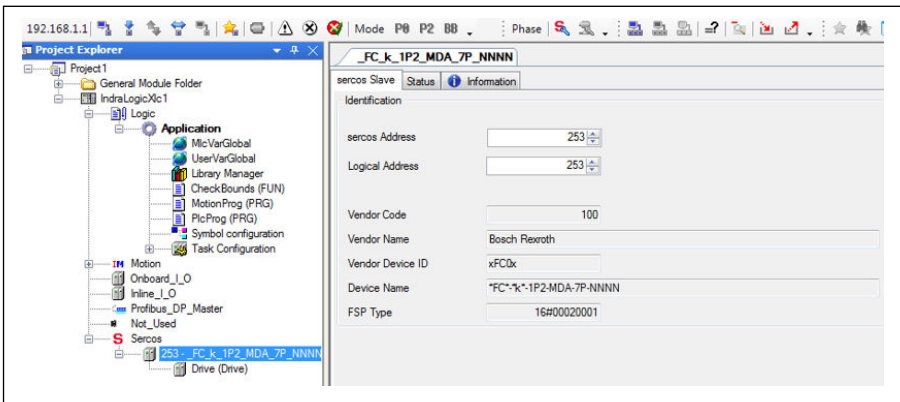 192.168.1.1 Mode P0 P2 BB Phase
Project Explorer
Project1
General Module Folder
IndraLogicXlc1
Logic
Application
MlcVarGlobal
UserVarGlobal
Library Manager
CheckBounds (FUN)
MotionProg (PRG)
PlcProg (PRG)
Symbol configuration
Task Configuration
IM Motion
Onboard_I_O
Inline_I_O
Profibus_DP_Master
Not_Used
S Sercos
253 - _FC_k_1P2_MDA_7P_NNNN
Drive (Drive)
_FC_k_1P2_MDA_7P_NNNN
sercos Slave Status Information
Identification
sercos Address 253
Logical Address 253
Vendor Code 100
Vendor Name Bosch Rexroth
Vendor Device ID xFC0x
Device Name *FC*-*k*-1P2-MDA-7P-NNNN
FSP Type 16#00020001